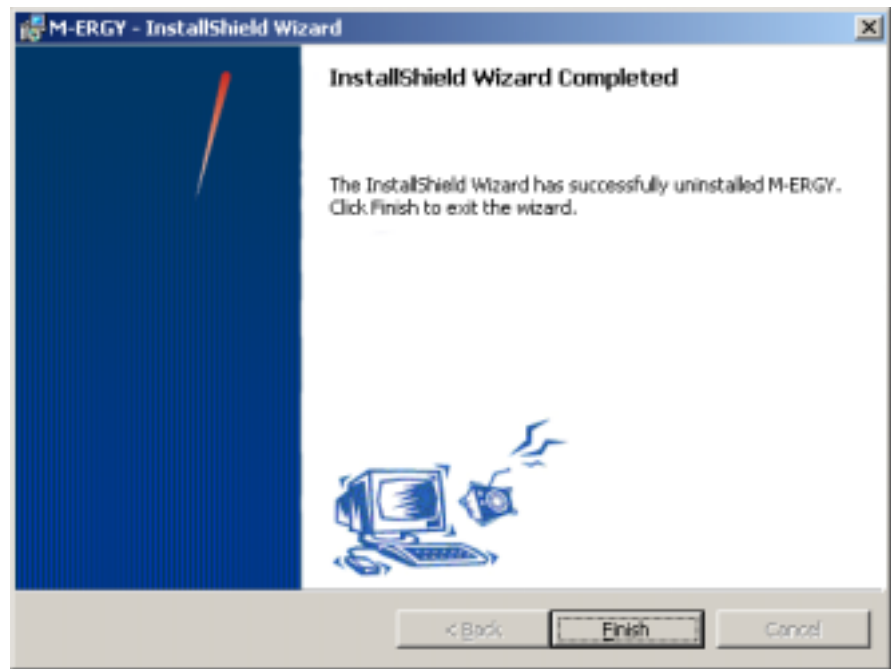 M-ERGY - InstallShield Wizard
InstallShield Wizard Completed
The InstallShield Wizard has successfully uninstalled M-ERGY.
Click Finish to exit the wizard.
< Back
Finish
Cancel